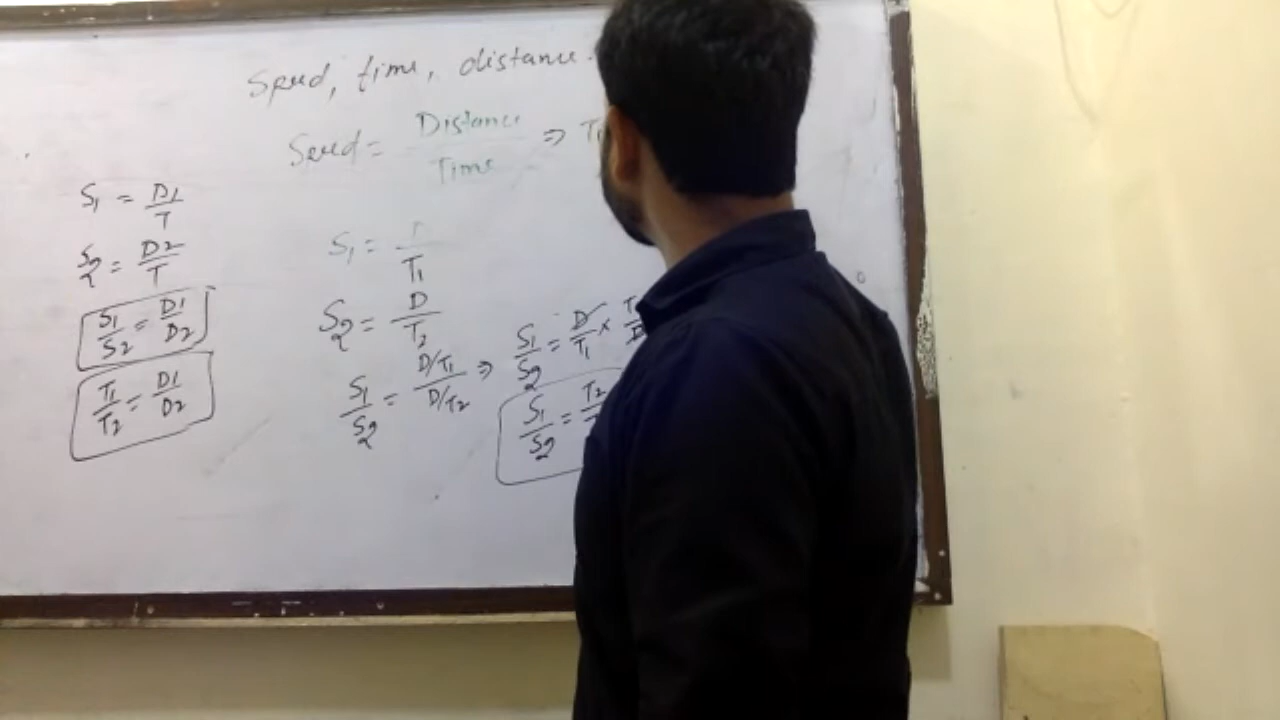 Speed, time, distance.
Speed = Distance / Time ⇒
S1 = D1 / T
S2 = D2 / T
S1 / S2 = D1 / D2
T1 / T2 = D1 / D2
S1 = / T1
S2 = D / T2
S1 / S2 = D/T1 / D/T2 ⇒ S1 / S2 = D / T1 ×
S1 / S2 = T2